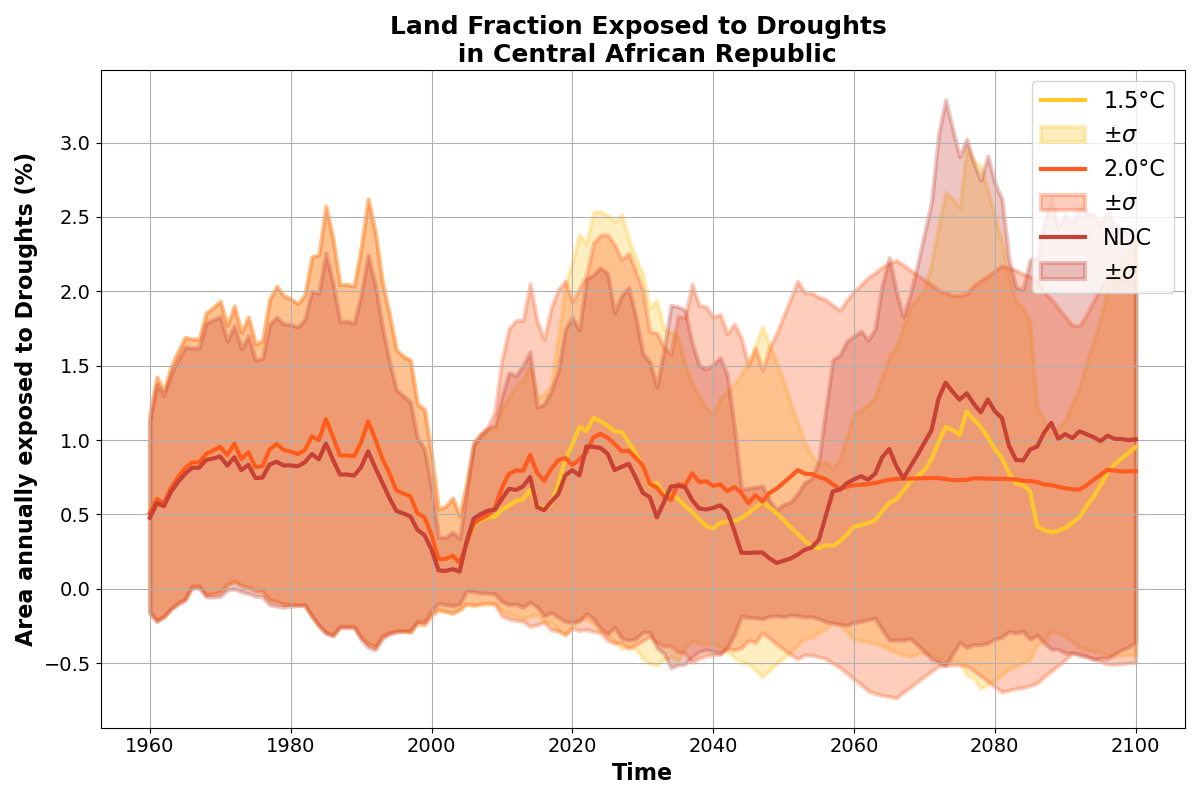 Land Fraction Exposed to Droughts
in Central African Republic
Area annually exposed to Droughts (%)
3.0
2.5
2.0
1.5
1.0
0.5
0.0
−0.5
1.5°C
±σ
2.0°C
±σ
NDC
±σ
1960
1980
2000
2020
2040
2060
2080
2100
Time